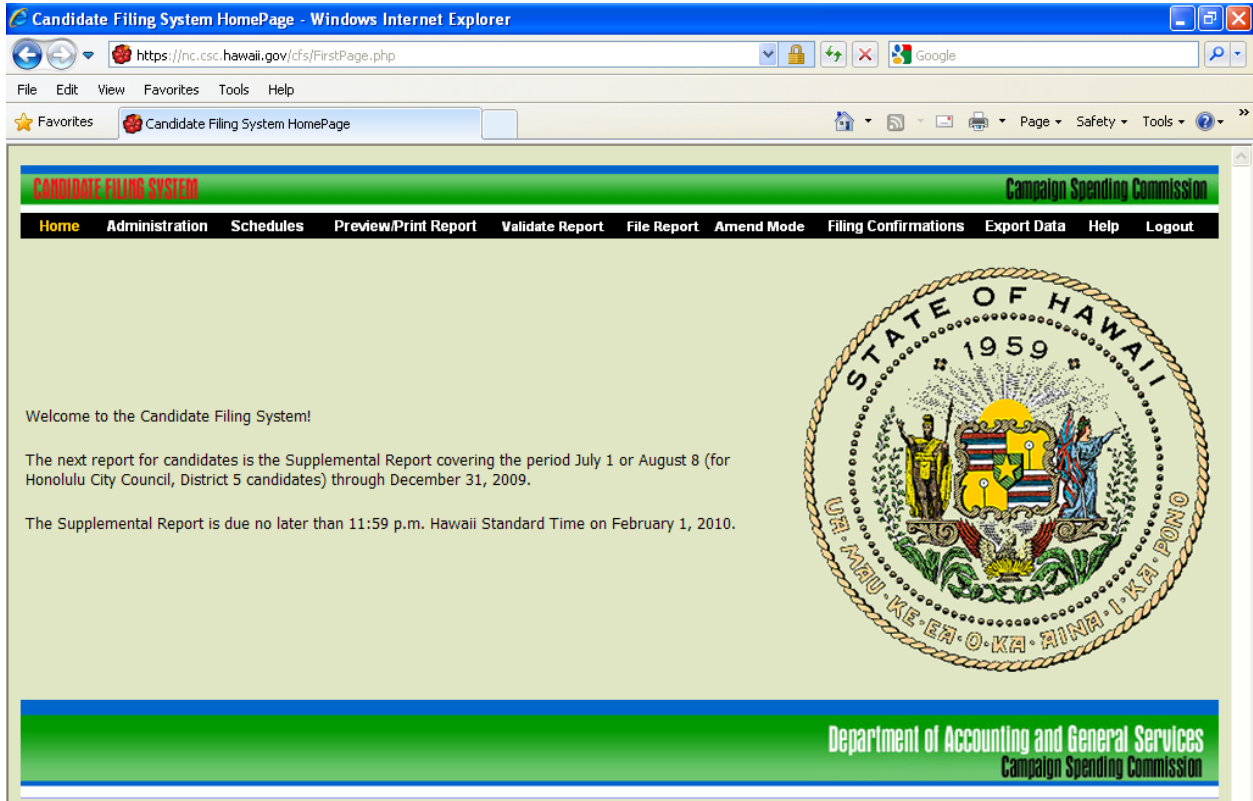 Candidate Filing System HomePage - Windows Internet Explorer
https://nc.csc.hawaii.gov/cfs/FirstPage.php
Google
File Edit View Favorites Tools Help
Favorites
Candidate Filing System HomePage
Page Safety Tools
CANDIDATE FILING SYSTEM
Campaign Spending Commission
Home Administration Schedules Preview/Print Report Validate Report File Report Amend Mode Filing Confirmations Export Data Help Logout
STATE OF HAWAII
1959
UA·MAU·KE·EA·O·KA·AINA·I·KA·PONO
Welcome to the Candidate Filing System!
The next report for candidates is the Supplemental Report covering the period July 1 or August 8 (for
Honolulu City Council, District 5 candidates) through December 31, 2009.
The Supplemental Report is due no later than 11:59 p.m. Hawaii Standard Time on February 1, 2010.
Department of Accounting and General Services
Campaign Spending Commission